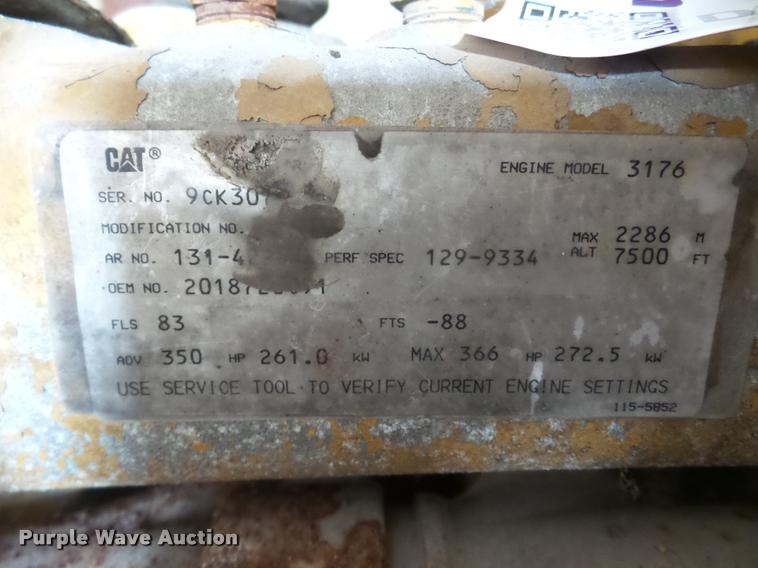 CAT® ENGINE MODEL 3176
SER. NO. 9CK30
MODIFICATION NO. MAX 2286 M
AR NO. 131-4 PERF SPEC 129-9334 ALT 7500 FT
OEM NO.
FLS 83 FTS -88
ADV 350 HP 261.0 kW MAX 366 HP 272.5 kW
USE SERVICE TOOL TO VERIFY CURRENT ENGINE SETTINGS
115-5852
Purple Wave Auction